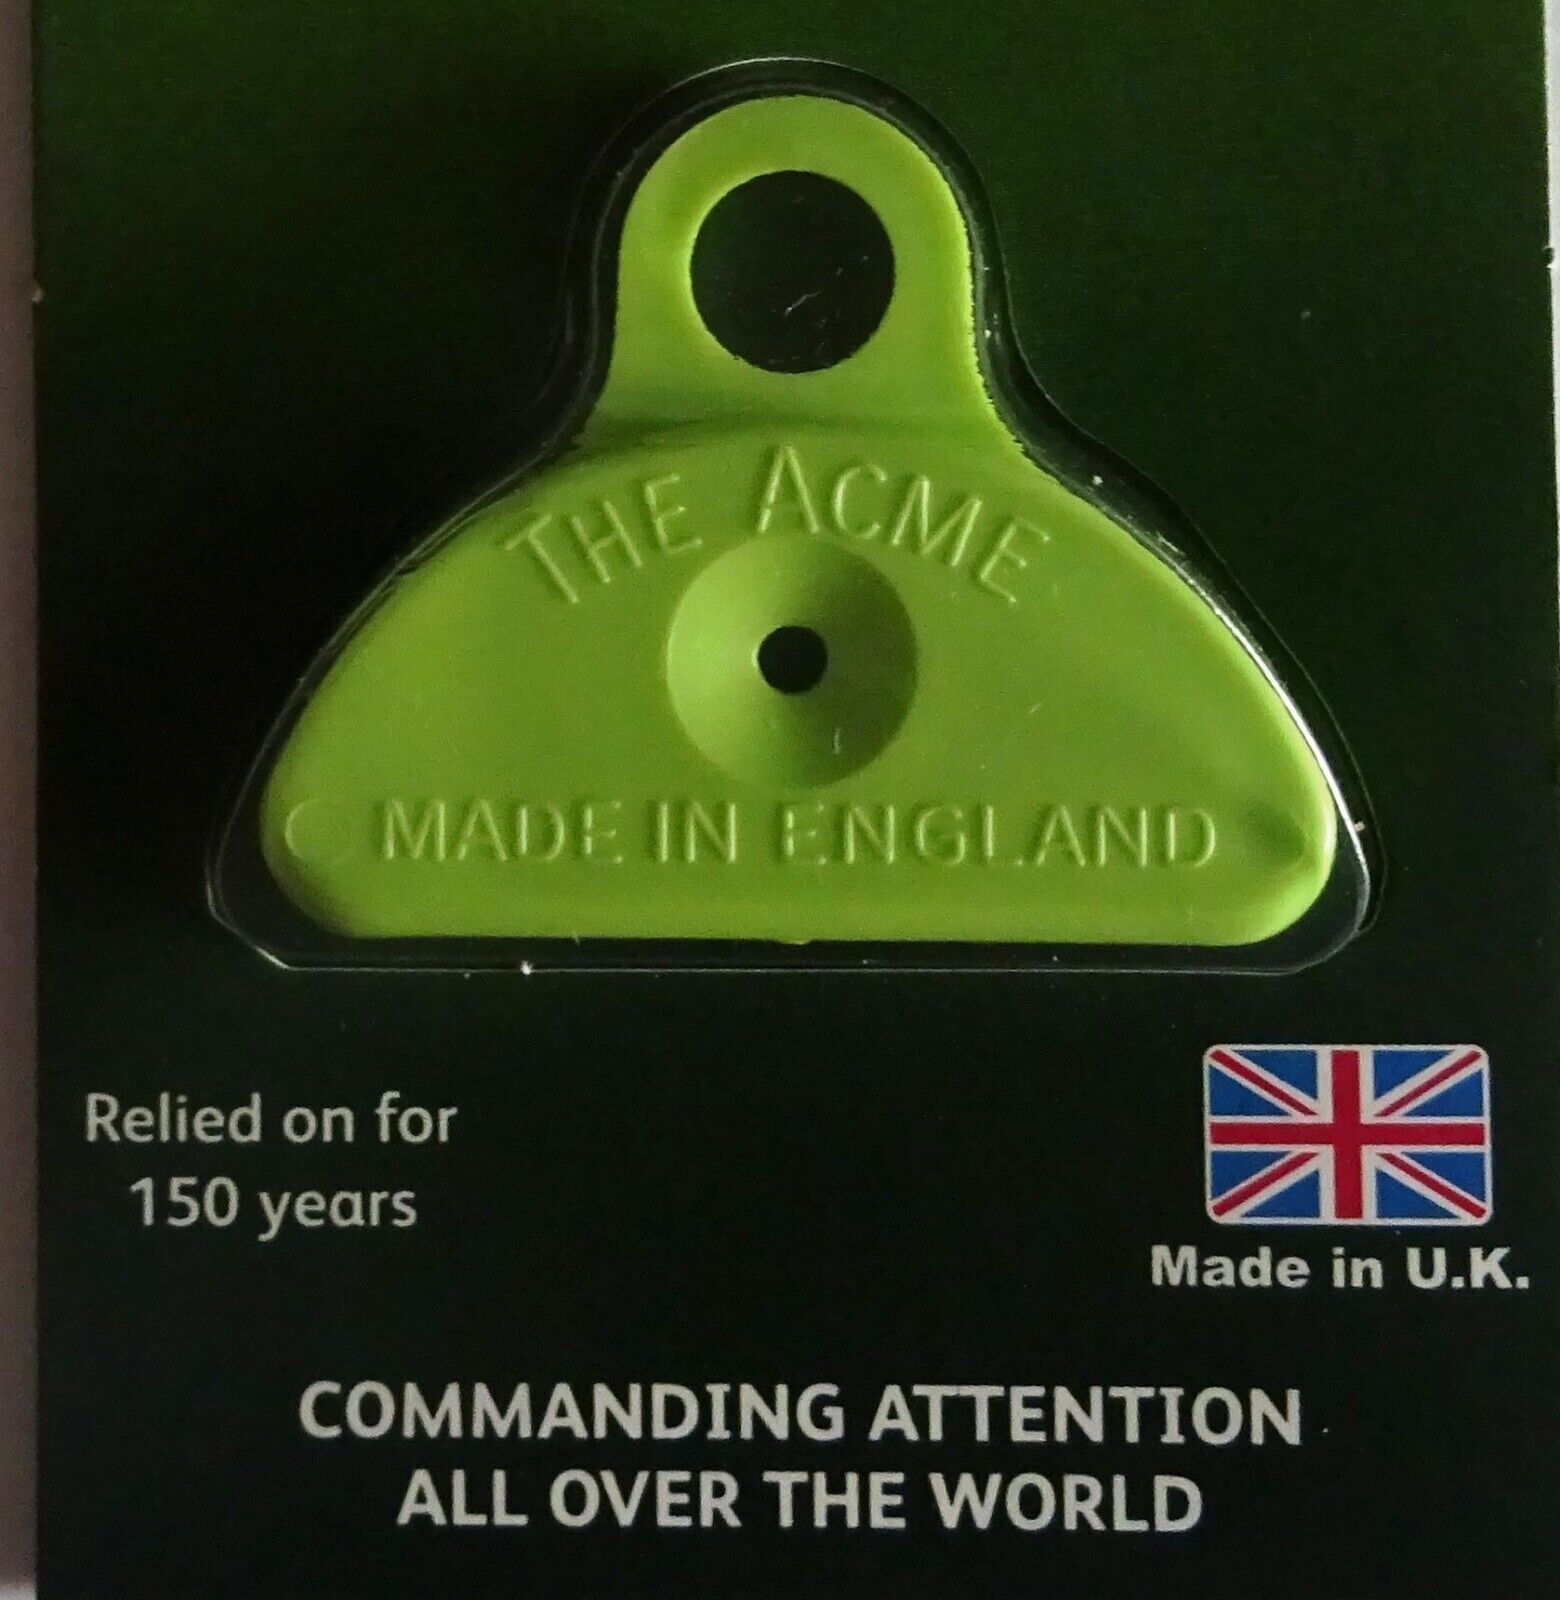 THE ACME
MADE IN ENGLAND
Relied on for
150 years
Made in U.K.
COMMANDING ATTENTION
ALL OVER THE WORLD